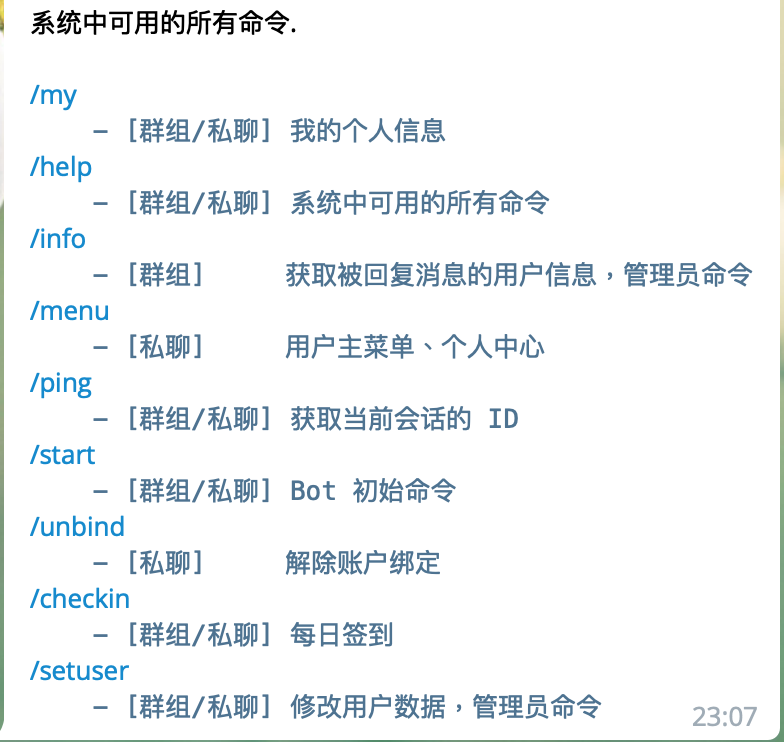 系统中可用的所有命令.
/my
– [群组/私聊] 我的个人信息
/help
– [群组/私聊] 系统中可用的所有命令
/info
– [群组] 获取被回复消息的用户信息，管理员命令
/menu
– [私聊] 用户主菜单、个人中心
/ping
– [群组/私聊] 获取当前会话的 ID
/start
– [群组/私聊] Bot 初始命令
/unbind
– [私聊] 解除账户绑定
/checkin
– [群组/私聊] 每日签到
/setuser
– [群组/私聊] 修改用户数据，管理员命令
23:07